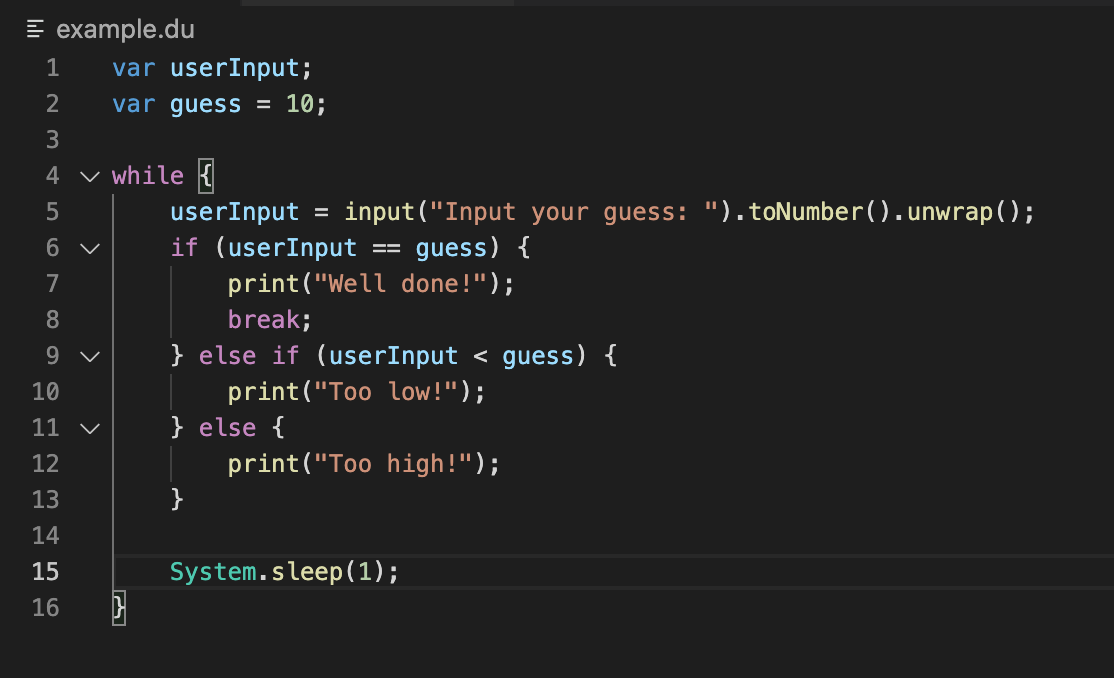 example.du
1 var userInput;
2 var guess = 10;
3
4 while {
5     userInput = input("Input your guess: ").toNumber().unwrap();
6     if (userInput == guess) {
7         print("Well done!");
8         break;
9     } else if (userInput < guess) {
10         print("Too low!");
11     } else {
12         print("Too high!");
13     }
14
15     System.sleep(1);
16 }